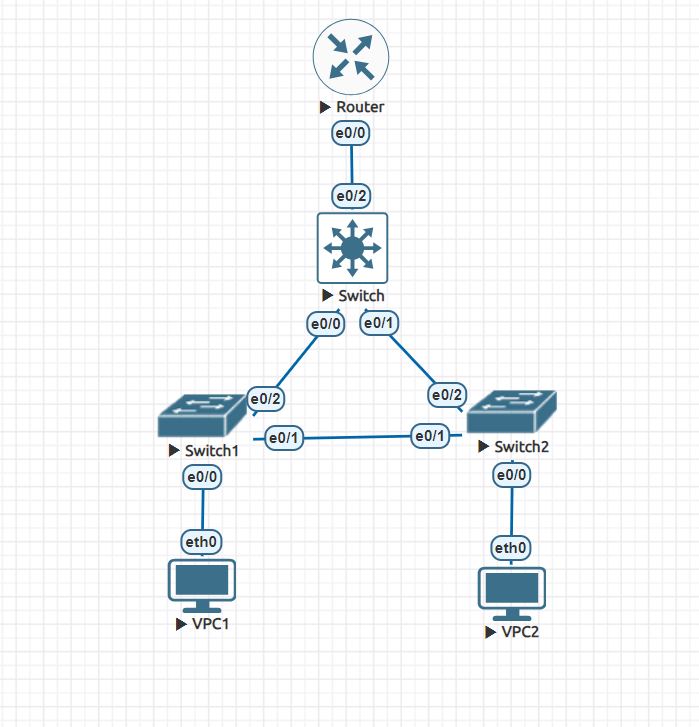 Router
e0/0
e0/2
Switch
e0/0
e0/1
e0/2
e0/2
Switch1
e0/1
e0/1
Switch2
e0/0
e0/0
eth0
eth0
VPC1
VPC2